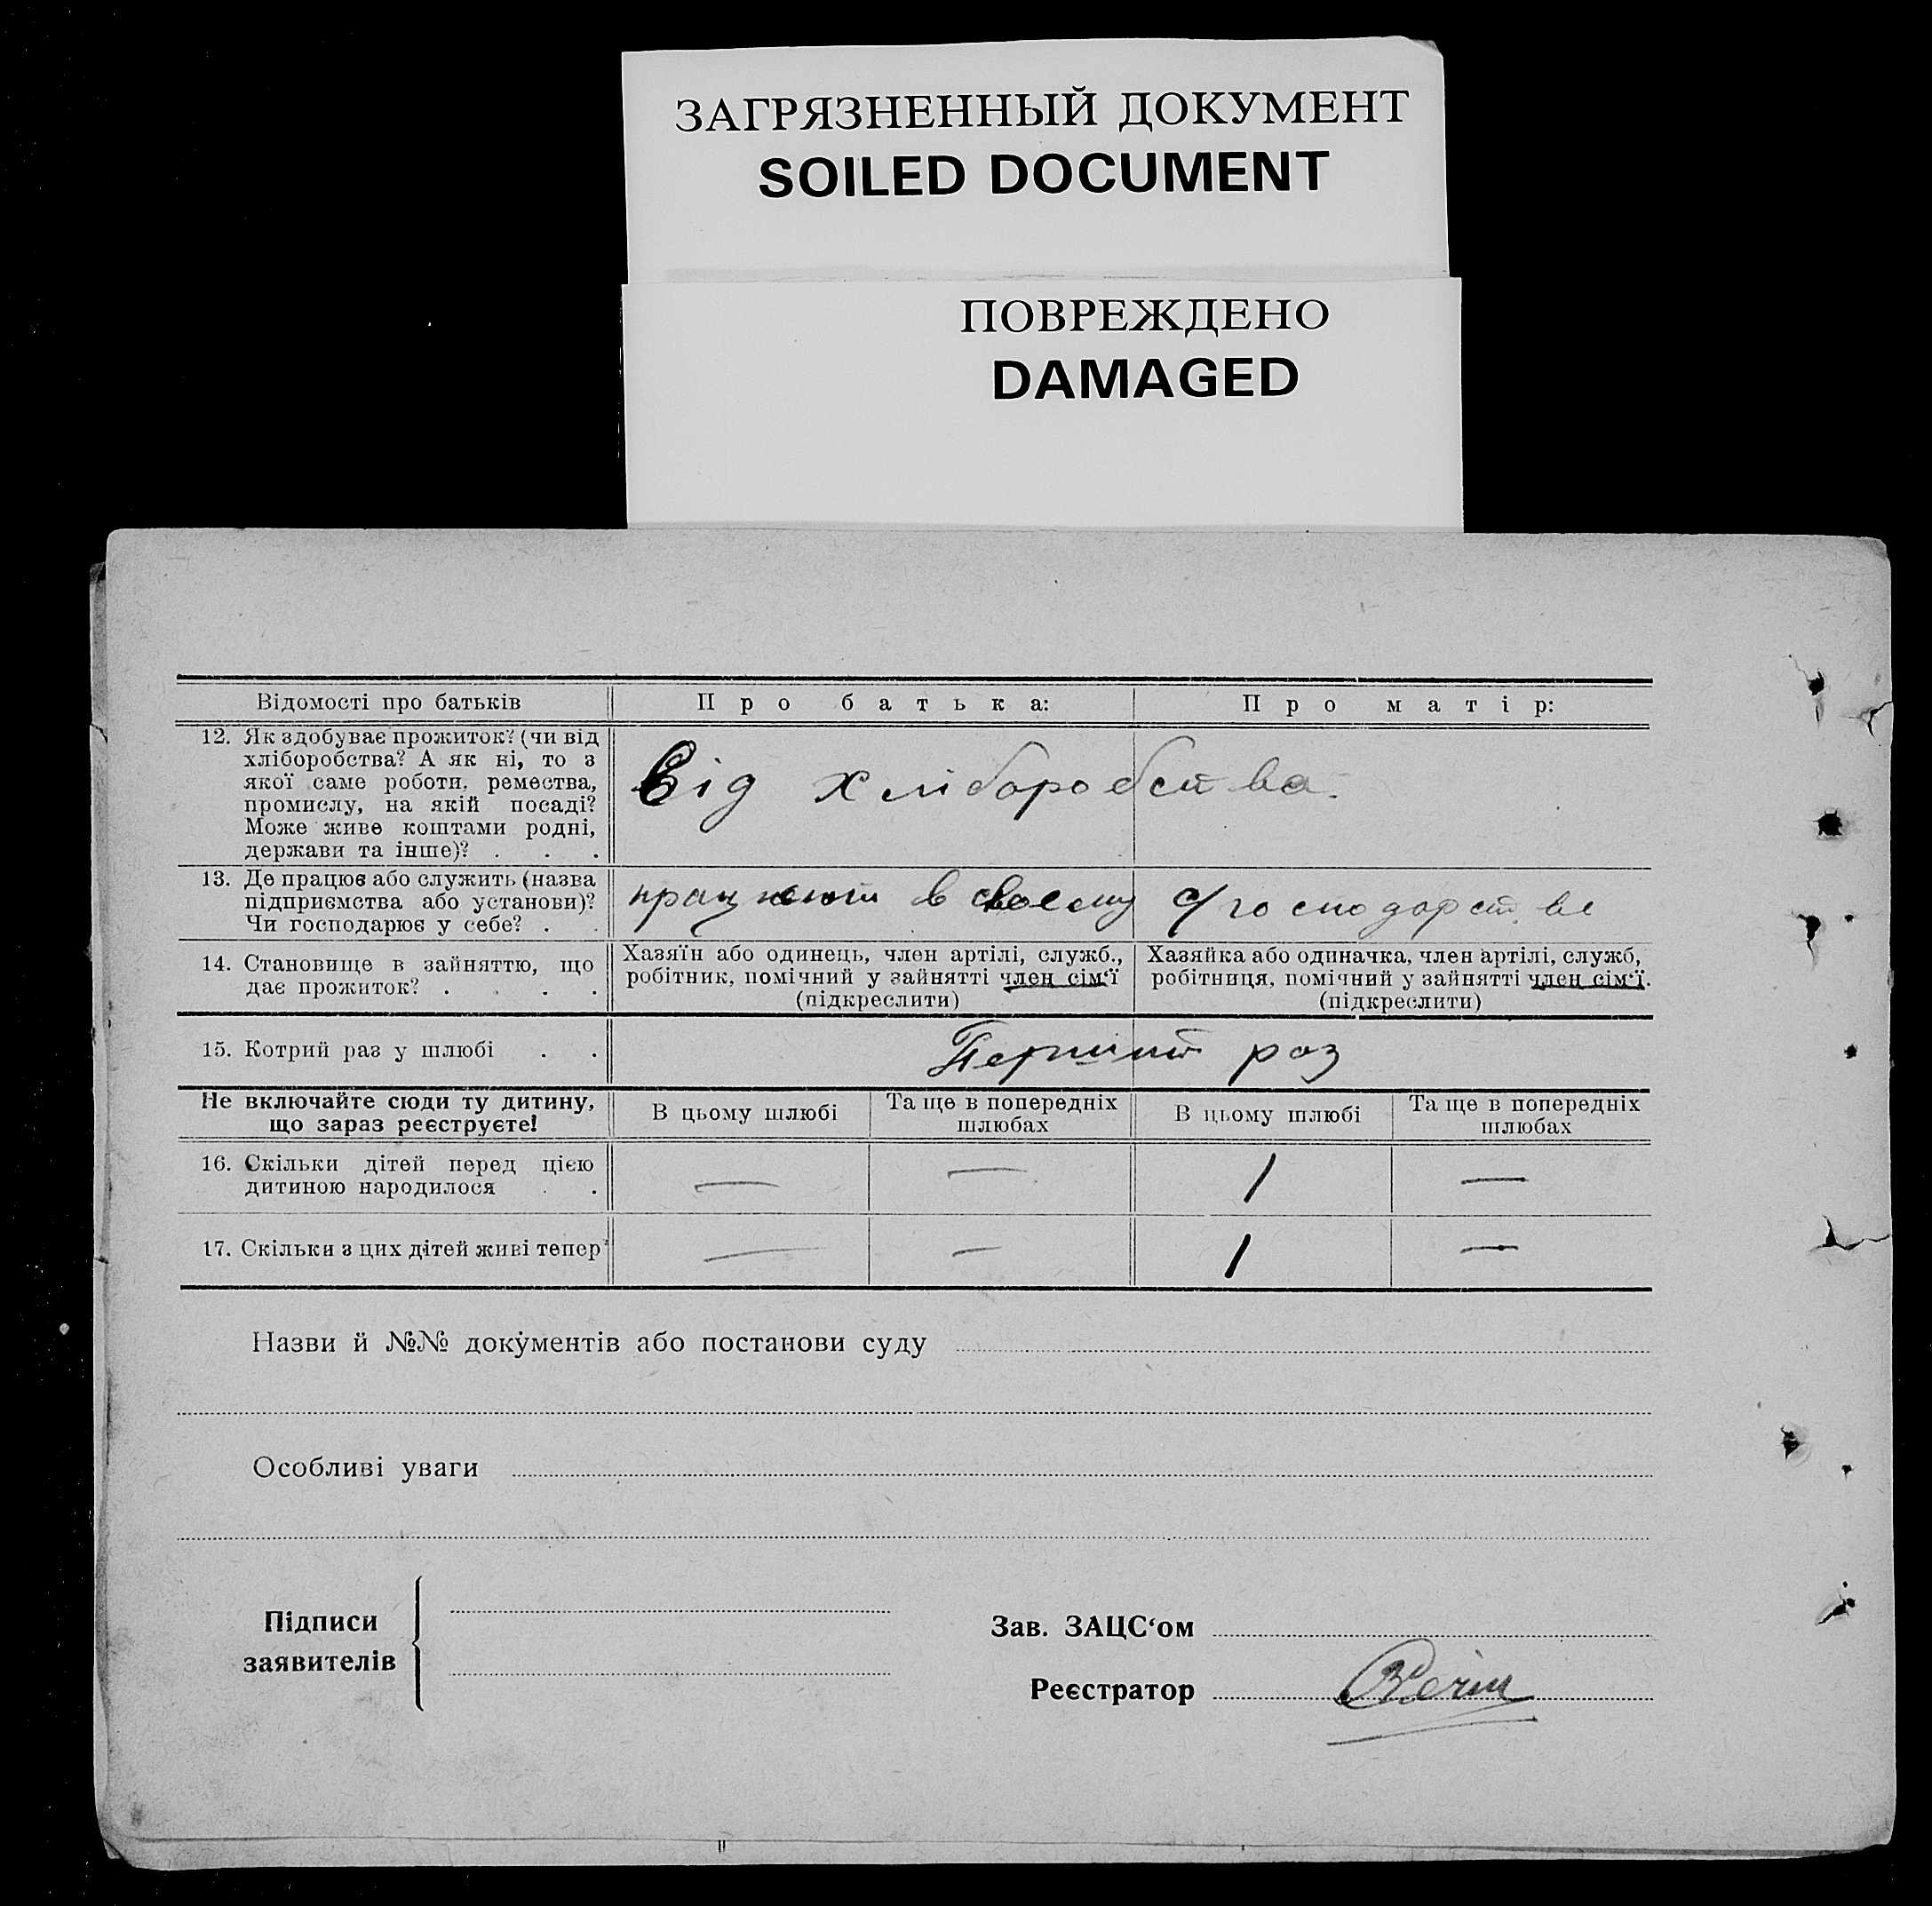 ЗАГРЯЗНЕННЫЙ ДОКУМЕНТ
SOILED DOCUMENT
ПОВРЕЖДЕНО
DAMAGED
Відомості про батьків Про батька: Про матір:
12. Як здобуває прожиток? (чи від
хліборобства? А як ні, то з
якої саме роботи, ремества,
промислу, на якій посаді?
Може живе коштами родні,
держави та інше)? . . .
Від хліборобства.
13. Де працює або служить (назва
підприємства або установи)?
Чи господарює у себе? . .
працюють в своєму с/господарстве
14. Становище в зайняттю, що
дає прожиток? . . . .
Хазяїн або одинець, член артілі, служб.,
робітник, помічний у зайнятті член сім‘ї
(підкреслити)
Хазяйка або одиначка, член артілі, служб,
робітниця, помічний у зайнятті член сім‘ї.
(підкреслити)
15. Котрий раз у шлюбі . . Перший раз
Не включайте сюди ту дитину,
що зараз реєструєте!
В цьому шлюбі
Та ще в попередніх
шлюбах
В цьому шлюбі
Та ще в попередніх
шлюбах
16. Скільки дітей перед цією
дитиною народилося . .
— — 1 —
17. Скільки з цих дітей живі тепер? — — 1 —
Назви й №№ документів або постанови суду
Особливі уваги
Підписи
заявителів
Зав. ЗАЦС‘ом
Реєстратор